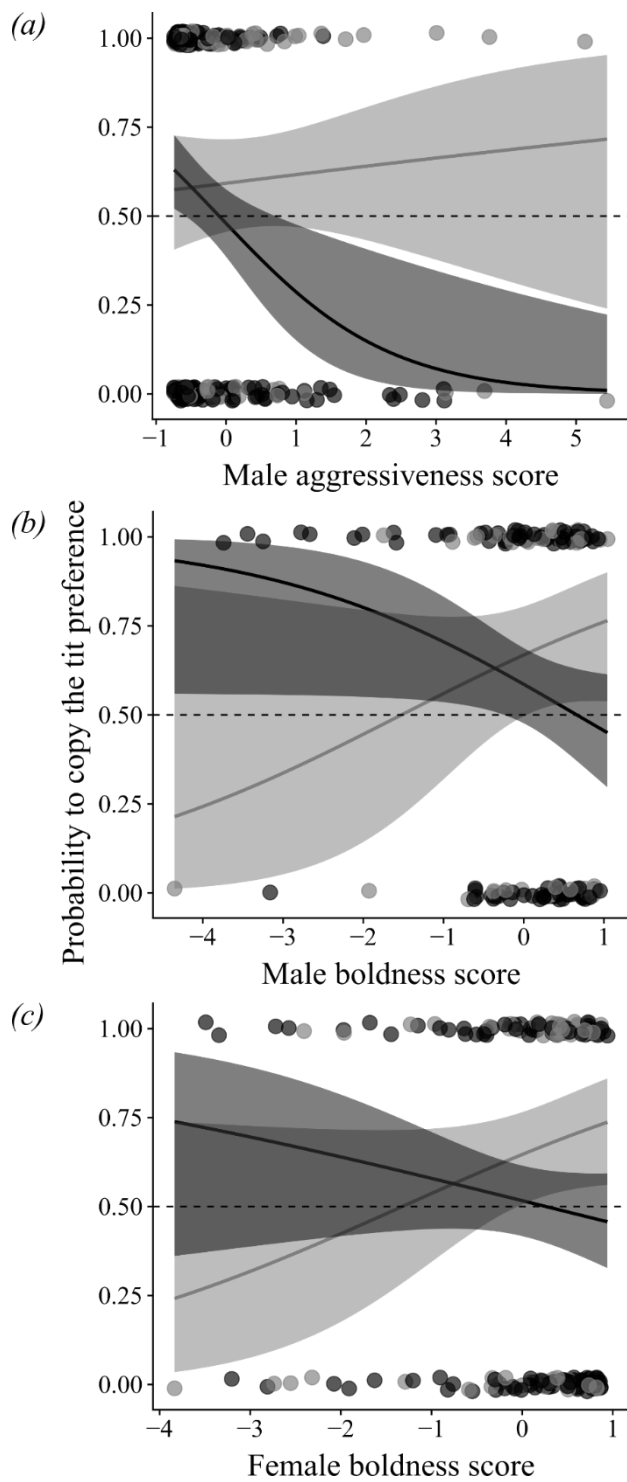 (a)
1.00
0.75
0.50
0.25
0.00
−1 0 1 2 3 4 5
Male aggressiveness score
Probability to copy the tit preference
(b)
1.00
0.75
0.50
0.25
0.00
−4 −3 −2 −1 0 1
Male boldness score
(c)
1.00
0.75
0.50
0.25
0.00
−4 −3 −2 −1 0 1
Female boldness score